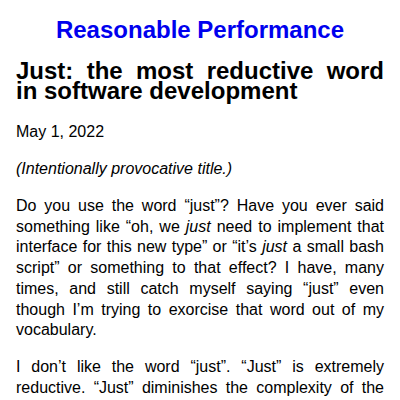 Reasonable Performance
Just: the most reductive word
in software development
May 1, 2022
(Intentionally provocative title.)
Do you use the word “just”? Have you ever said
something like “oh, we just need to implement that
interface for this new type” or “it’s just a small bash
script” or something to that effect? I have, many
times, and still catch myself saying “just” even
though I’m trying to exorcise that word out of my
vocabulary.
I don’t like the word “just”. “Just” is extremely
reductive. “Just” diminishes the complexity of the